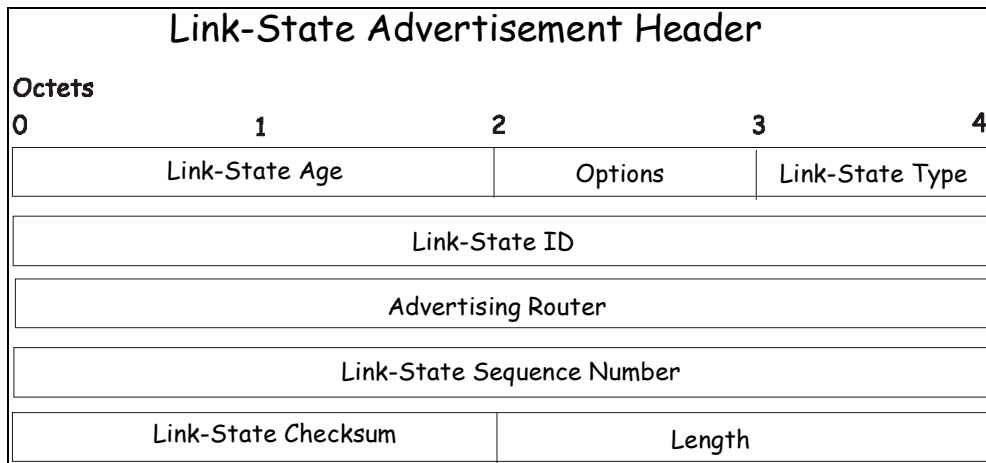 Link-State Advertisement Header
Octets
0 1 2 3 4
Link-State Age Options Link-State Type
Link-State ID
Advertising Router
Link-State Sequence Number
Link-State Checksum Length